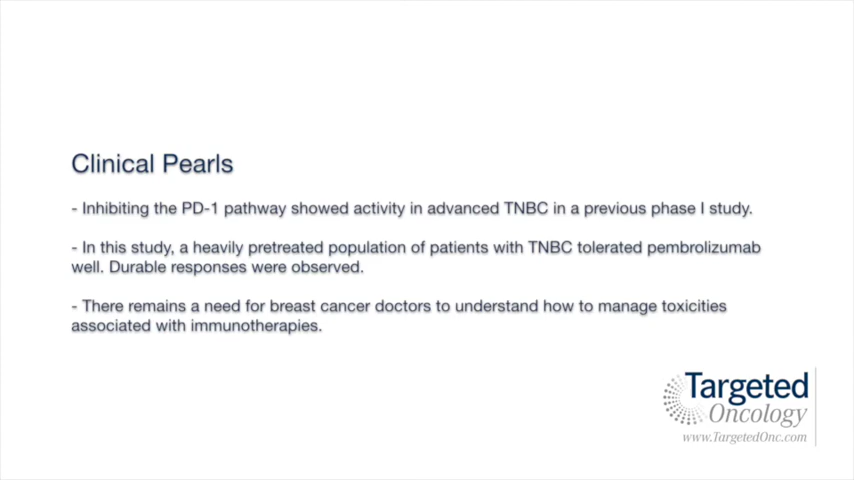 Clinical Pearls
- Inhibiting the PD-1 pathway showed activity in advanced TNBC in a previous phase I study.
- In this study, a heavily pretreated population of patients with TNBC tolerated pembrolizumab
well. Durable responses were observed.
- There remains a need for breast cancer doctors to understand how to manage toxicities
associated with immunotherapies.
Targeted
Oncology
www.TargetedOnc.com